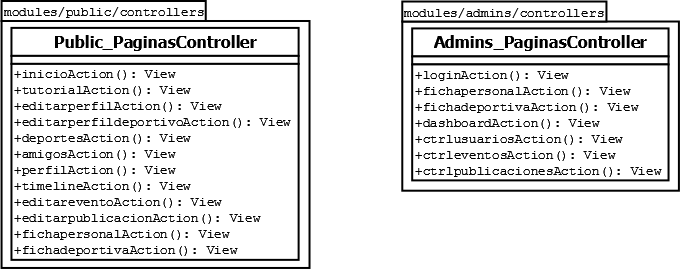 modules/public/controllers
Public_PaginasController
+inicioAction(): View
+tutorialAction(): View
+editarperfilAction(): View
+editarperfildeportivoAction(): View
+deportesAction(): View
+amigosAction(): View
+perfilAction(): View
+timelineAction(): View
+editareventoAction(): View
+editarpublicacionAction(): View
+fichapersonalAction(): View
+fichadeportivaAction(): View
modules/admins/controllers
Admins_PaginasController
+loginAction(): View
+fichapersonalAction(): View
+fichadeportivaAction(): View
+dashboardAction(): View
+ctrlusuariosAction(): View
+ctrleventosAction(): View
+ctrlpublicacionesAction(): View